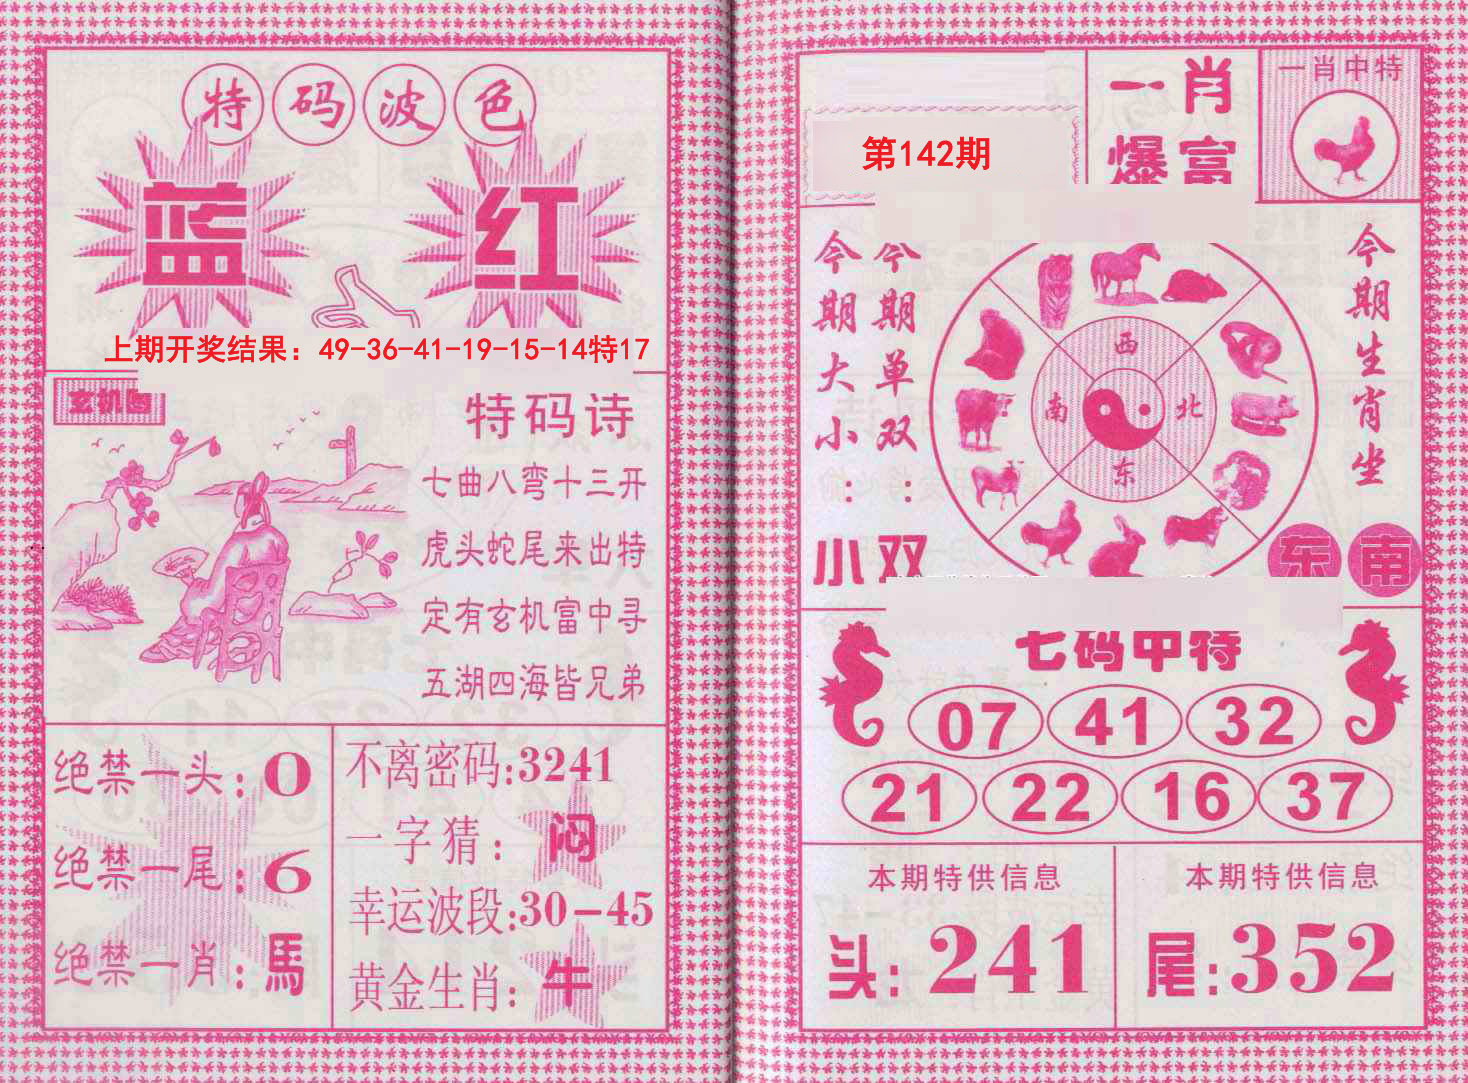 特码波色
蓝 红
上期开奖结果：49-36-41-19-15-14特17
玄机图
特码诗
七曲八弯十三开
虎头蛇尾来出特
定有玄机富中寻
五湖四海皆兄弟
绝禁一头:0
绝禁一尾:6
绝禁一肖:馬
不离密码:3241
一字猜：闷
幸运波段:30-45
黄金生肖:牛
第142期
一肖
爆富
一肖中特
今期大小：小
今期单双：双
西
南 北
东
今期生肖坐
东南
七码中特
07 41 32
21 22 16 37
本期特供信息
头:241
本期特供信息
尾:352